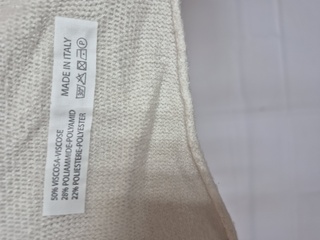 MADE IN ITALY
50% VISCOSA-VISCOSE
28% POLIAMMIDE-POLYAMID
22% POLIESTERE-POLYESTER